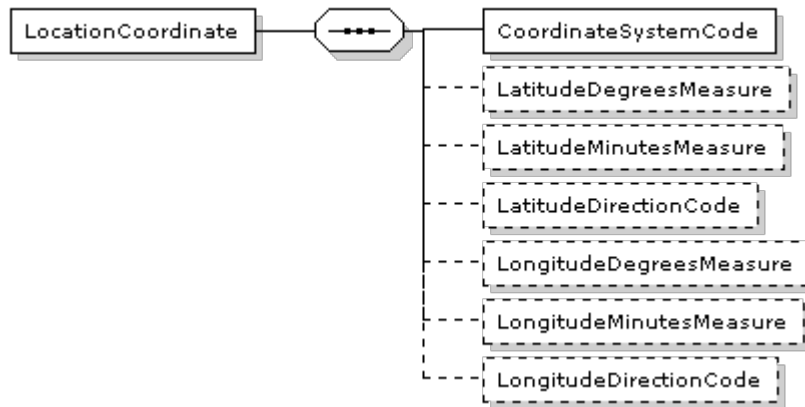 LocationCoordinate
CoordinateSystemCode
LatitudeDegreesMeasure
LatitudeMinutesMeasure
LatitudeDirectionCode
LongitudeDegreesMeasure
LongitudeMinutesMeasure
LongitudeDirectionCode